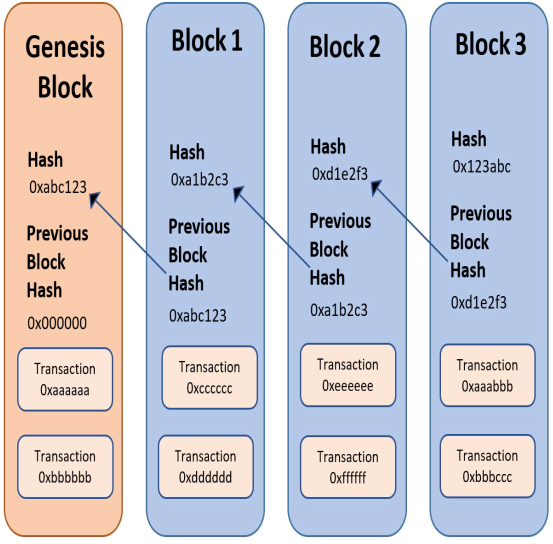 Genesis
Block
Hash
0xabc123
Previous
Block
Hash
0x000000
Transaction
0xaaaaaa
Transaction
0xbbbbbb
Block 1
Hash
0xa1b2c3
Previous
Block
Hash
0xabc123
Transaction
0xcccccc
Transaction
0xdddddd
Block 2
Hash
0xd1e2f3
Previous
Block
Hash
0xa1b2c3
Transaction
0xeeeeee
Transaction
0xffffff
Block 3
Hash
0x123abc
Previous
Block
Hash
0xd1e2f3
Transaction
0xaaabbb
Transaction
0xbbbccc